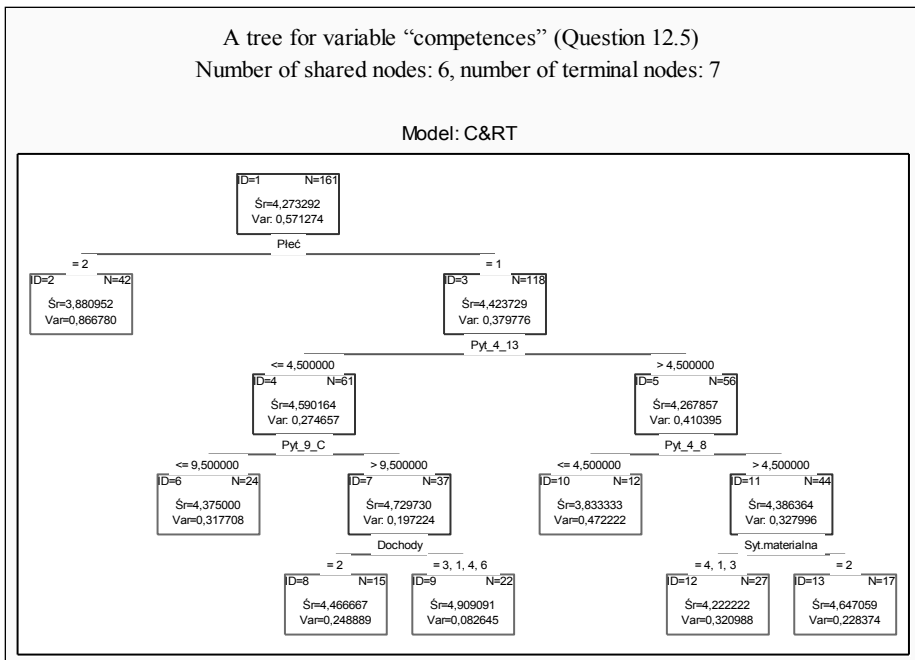 A tree for variable “competences” (Question 12.5)
Number of shared nodes: 6, number of terminal nodes: 7
Model: C&RT
ID=1 N=161
Śr=4,273292
Var: 0,571274
Płeć
= 2 = 1
ID=2 N=42 ID=3 N=118
Śr=3,880952 Śr=4,423729
Var=0,866780 Var: 0,379776
Pyt_4_13
<= 4,500000 > 4,500000
ID=4 N=61 ID=5 N=56
Śr=4,590164 Śr=4,267857
Var: 0,274657 Var: 0,410395
Pyt_9_C Pyt_4_8
<= 9,500000 > 9,500000 <= 4,500000 > 4,500000
ID=6 N=24 ID=7 N=37 ID=10 N=12 ID=11 N=44
Śr=4,375000 Śr=4,729730 Śr=3,833333 Śr=4,386364
Var=0,317708 Var: 0,197224 Var=0,472222 Var: 0,327996
Dochody Syt.materialna
= 2 = 3, 1, 4, 6 = 4, 1, 3 = 2
ID=8 N=15 ID=9 N=22 ID=12 N=27 ID=13 N=17
Śr=4,466667 Śr=4,909091 Śr=4,222222 Śr=4,647059
Var=0,248889 Var=0,082645 Var=0,320988 Var=0,228374